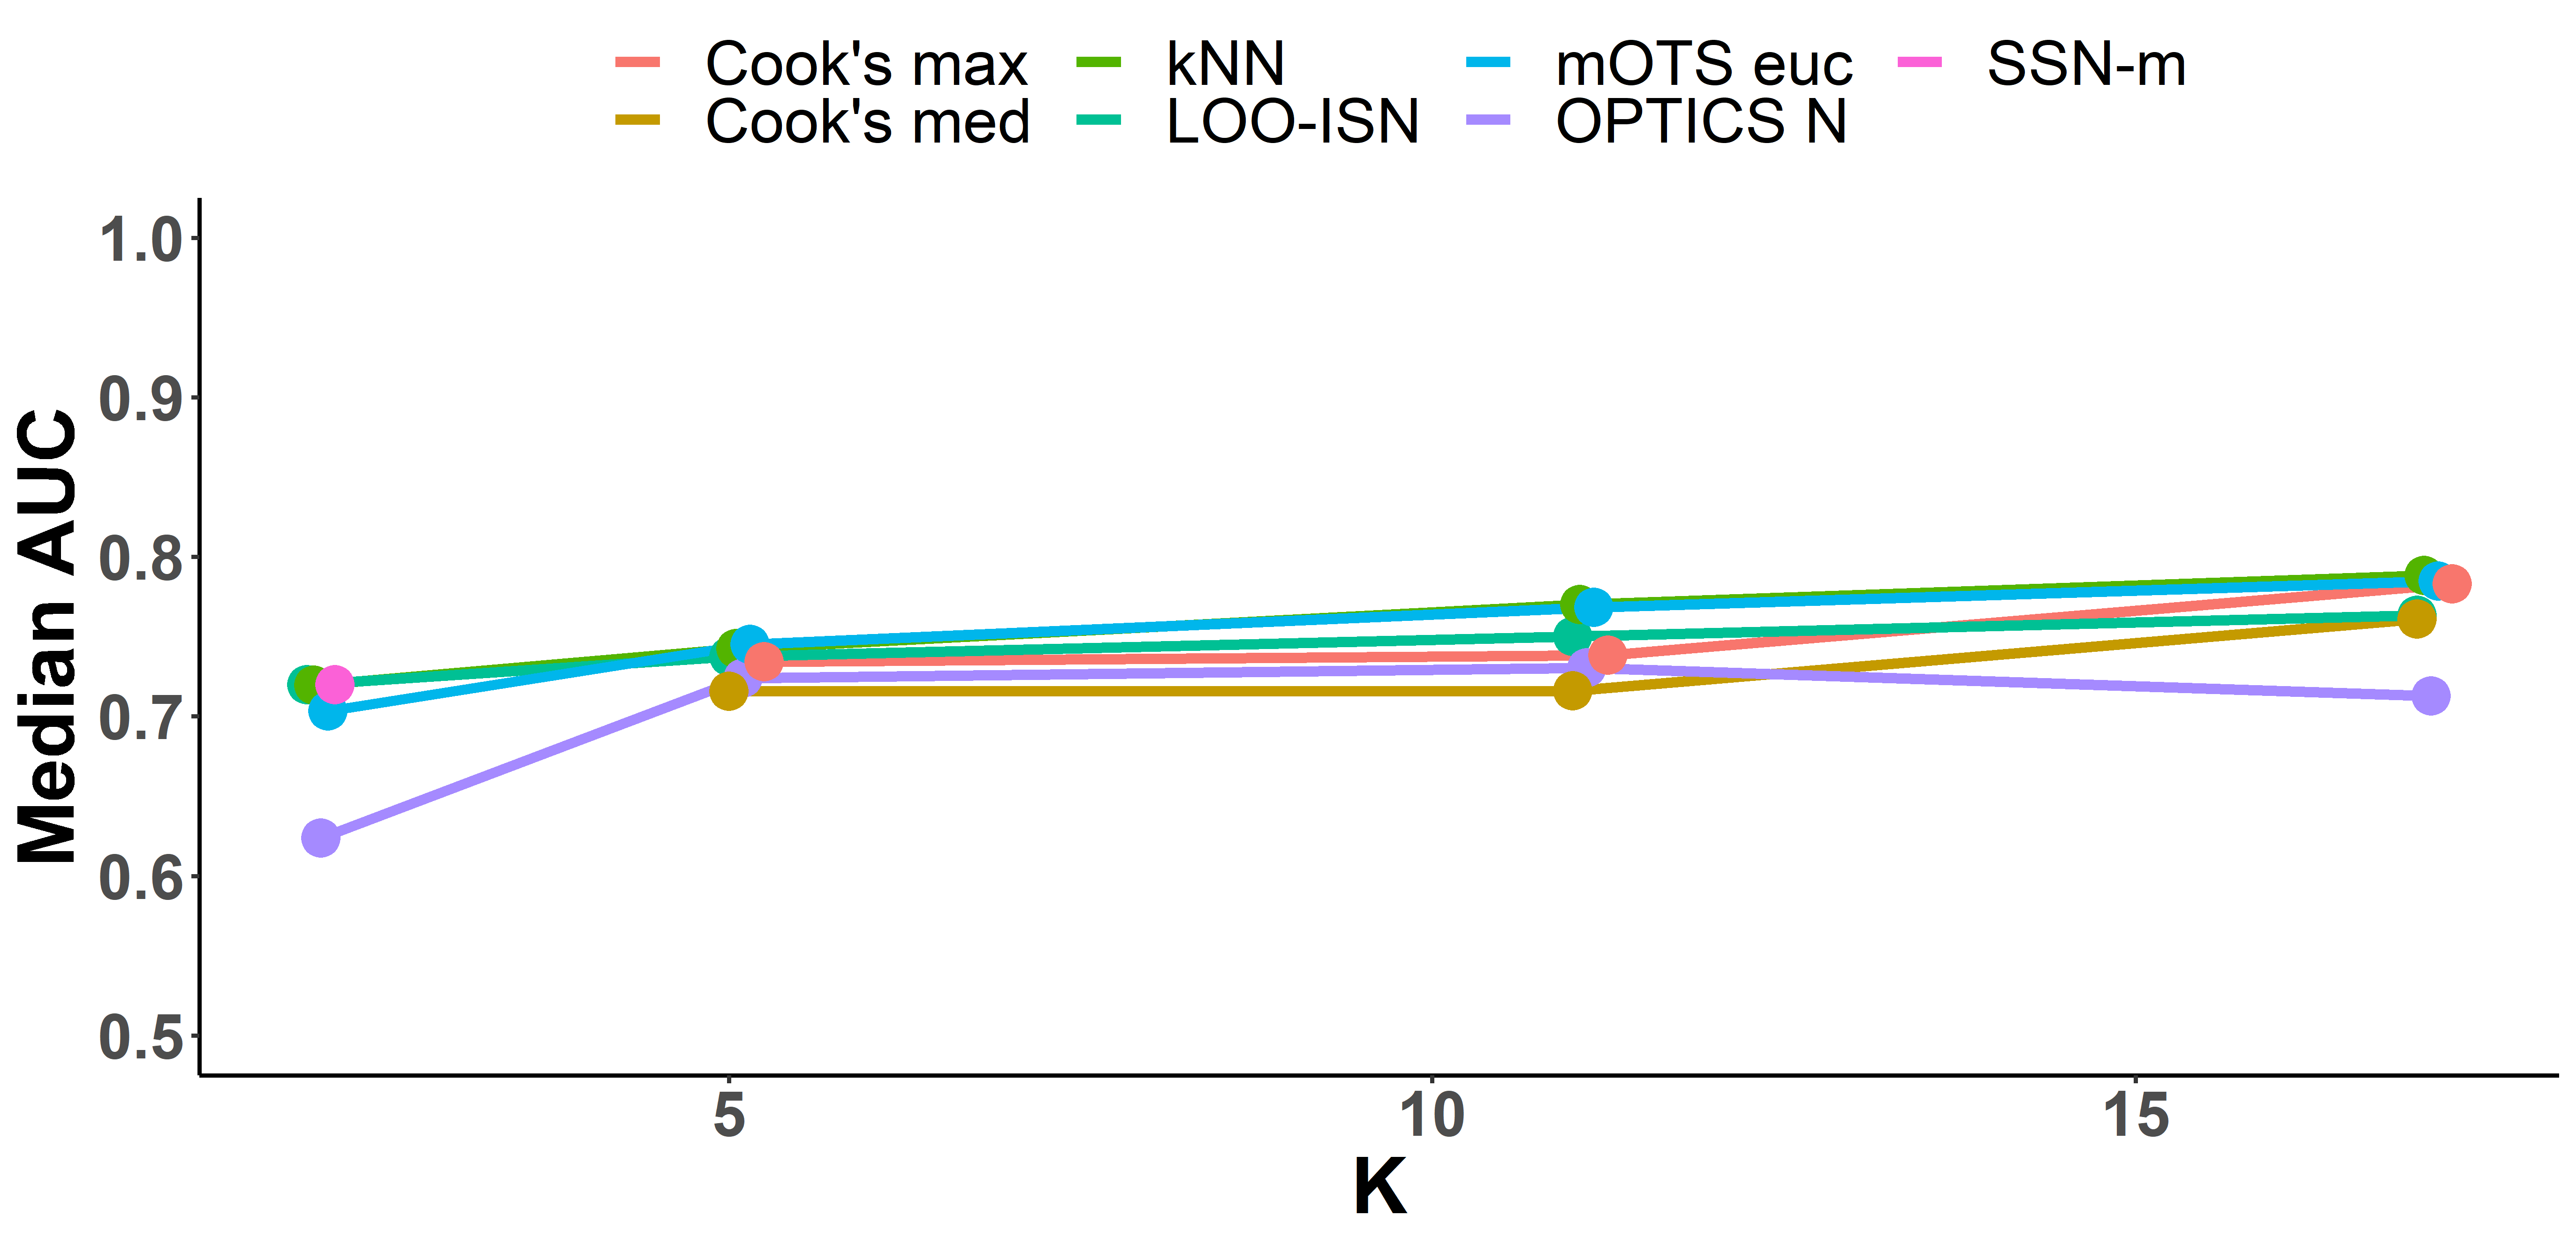 Cook's max kNN mOTS euc SSN-m
Cook's med LOO-ISN OPTICS N
1.0
0.9
0.8
0.7
0.6
0.5
Median AUC
5 10 15
K